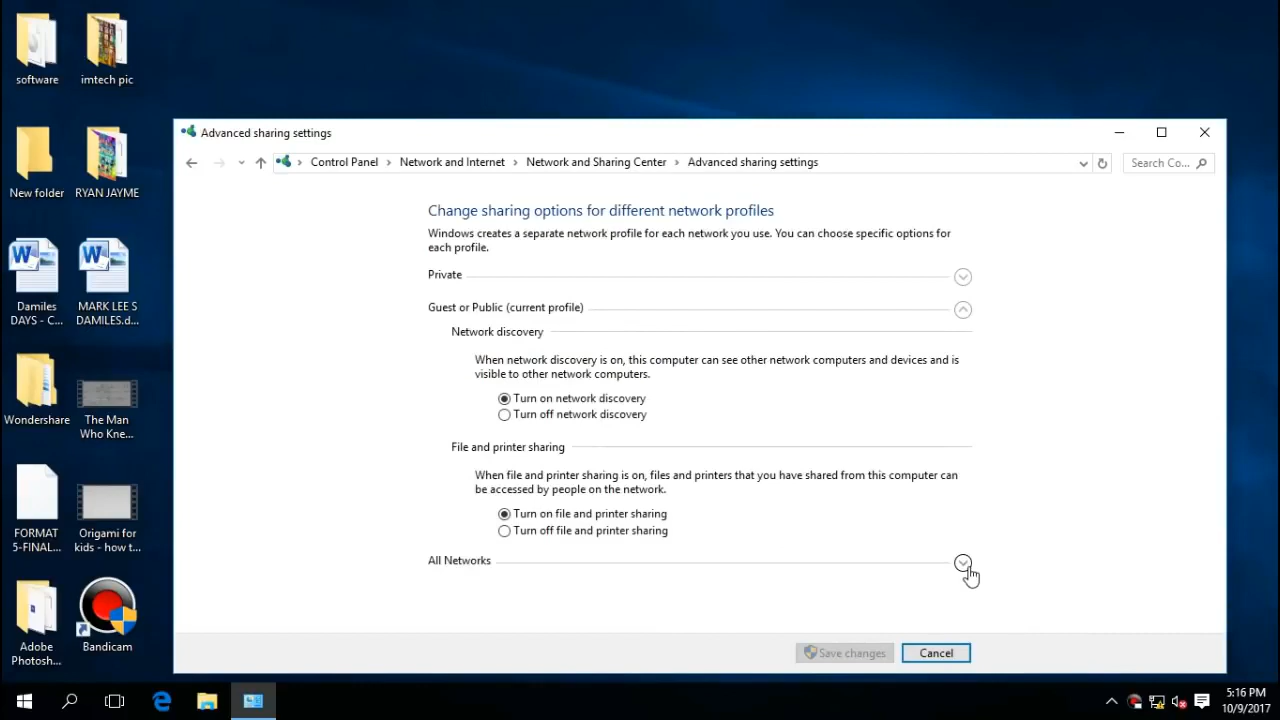 software
imtech pic
New folder
RYAN JAYME
Damiles
DAYS - C...
MARK LEE S
DAMILES.d...
Wondershare
The Man
Who Kne...
FORMAT
5-FINAL...
Origami for
kids - how t...
Adobe
Photosh...
Bandicam
Advanced sharing settings
Control Panel > Network and Internet > Network and Sharing Center > Advanced sharing settings
Search Co...
Change sharing options for different network profiles
Windows creates a separate network profile for each network you use. You can choose specific options for
each profile.
Private
Guest or Public (current profile)
Network discovery
When network discovery is on, this computer can see other network computers and devices and is
visible to other network computers.
Turn on network discovery
Turn off network discovery
File and printer sharing
When file and printer sharing is on, files and printers that you have shared from this computer can
be accessed by people on the network.
Turn on file and printer sharing
Turn off file and printer sharing
All Networks
Save changes
Cancel
5:16 PM
10/9/2017